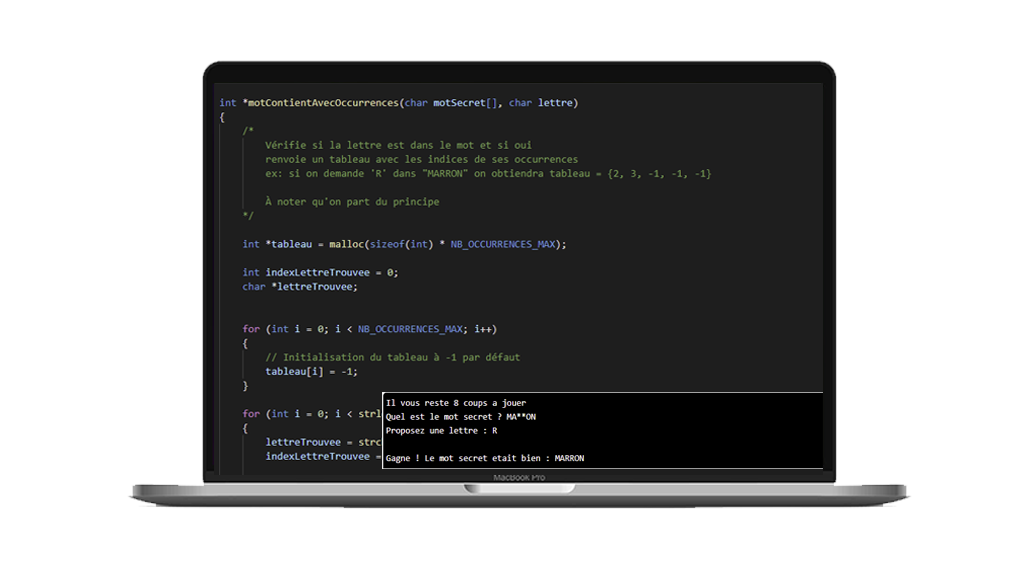 int *motContientAvecOccurrences(char motSecret[], char lettre)
{
/*
Vérifie si la lettre est dans le mot et si oui
renvoie un tableau avec les indices de ses occurrences
ex: si on demande 'R' dans "MARRON" on obtiendra tableau = {2, 3, -1, -1, -1}
À noter qu'on part du principe
*/
int *tableau = malloc(sizeof(int) * NB_OCCURRENCES_MAX);
int indexLettreTrouvee = 0;
char *lettreTrouvee;
for (int i = 0; i < NB_OCCURRENCES_MAX; i++)
{
// Initialisation du tableau à -1 par défaut
tableau[i] = -1;
}
for (int i = 0; i < strl
{
lettreTrouvee = strc
indexLettreTrouvee =
Il vous reste 8 coups a jouer
Quel est le mot secret ? MA**ON
Proposez une lettre : R
Gagne ! Le mot secret etait bien : MARRON
MacBook Pro